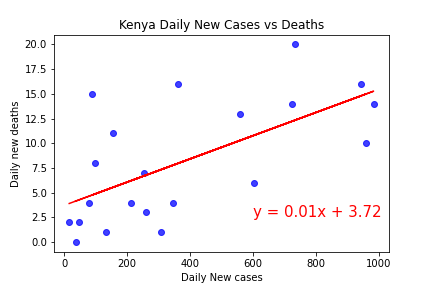 Kenya Daily New Cases vs Deaths
20.0
17.5
15.0
12.5
10.0
7.5
5.0
2.5
0.0
Daily new deaths
y = 0.01x + 3.72
0 200 400 600 800 1000
Daily New cases